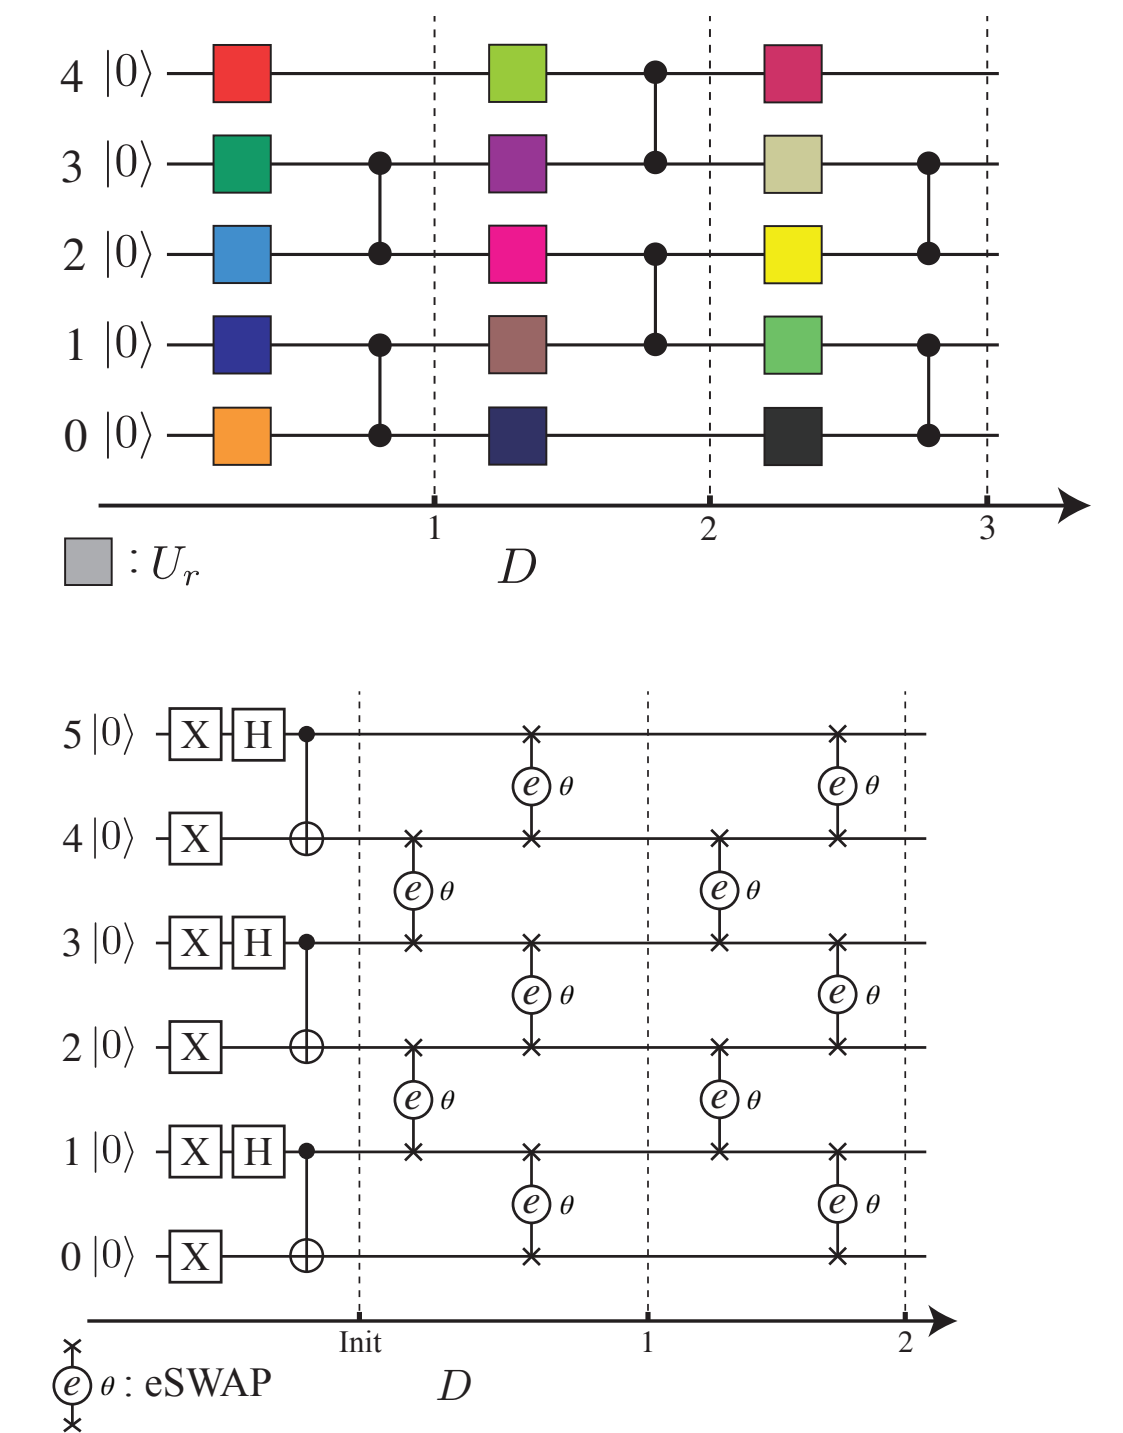 4 |0⟩
3 |0⟩
2 |0⟩
1 |0⟩
0 |0⟩
1 2 3
: U_r D
5 |0⟩ X H
e θ e θ
4 |0⟩ X
e θ e θ
3 |0⟩ X H
e θ e θ
2 |0⟩ X
e θ e θ
1 |0⟩ X H
e θ e θ
0 |0⟩ X
Init 1 2
e θ : eSWAP D